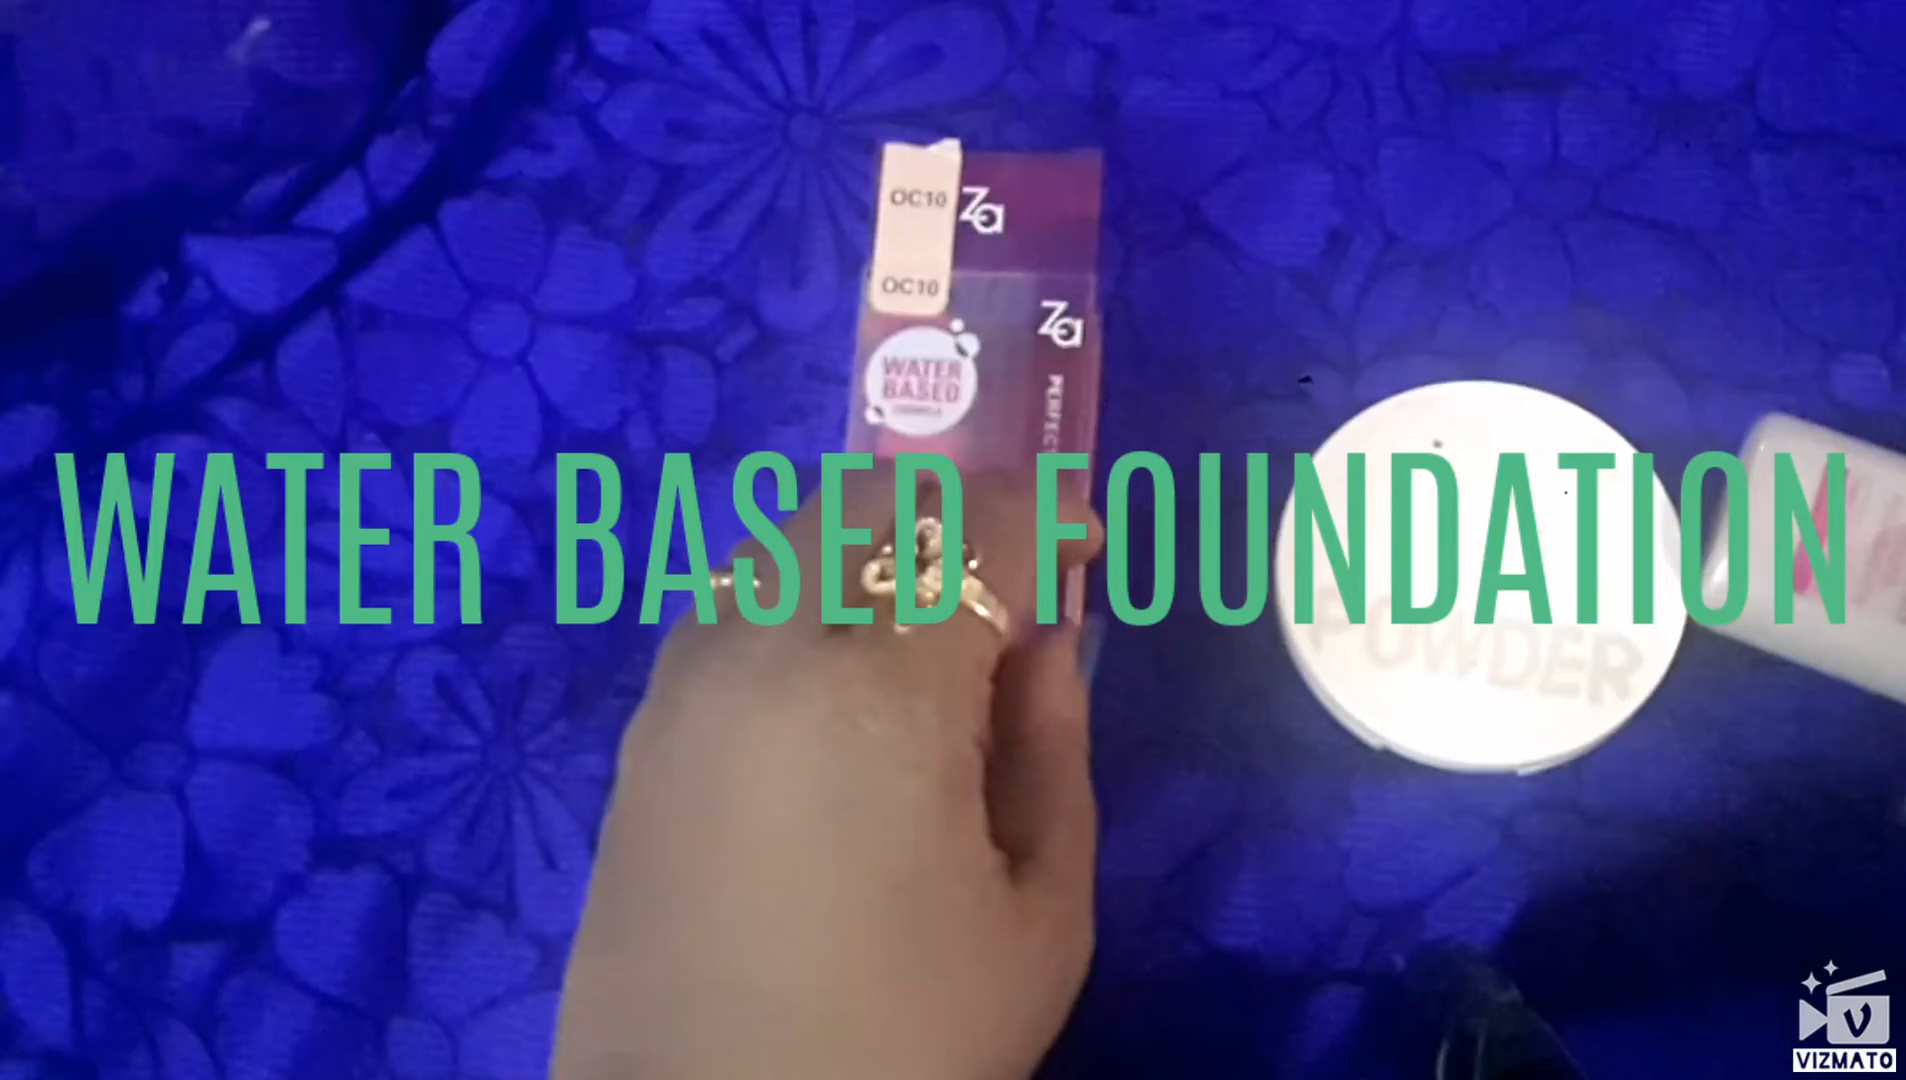 OC10
Za
OC10
Za
WATER
BASED
PERFECT
WATER BASED FOUNDATION
POWDER
VIZMATO